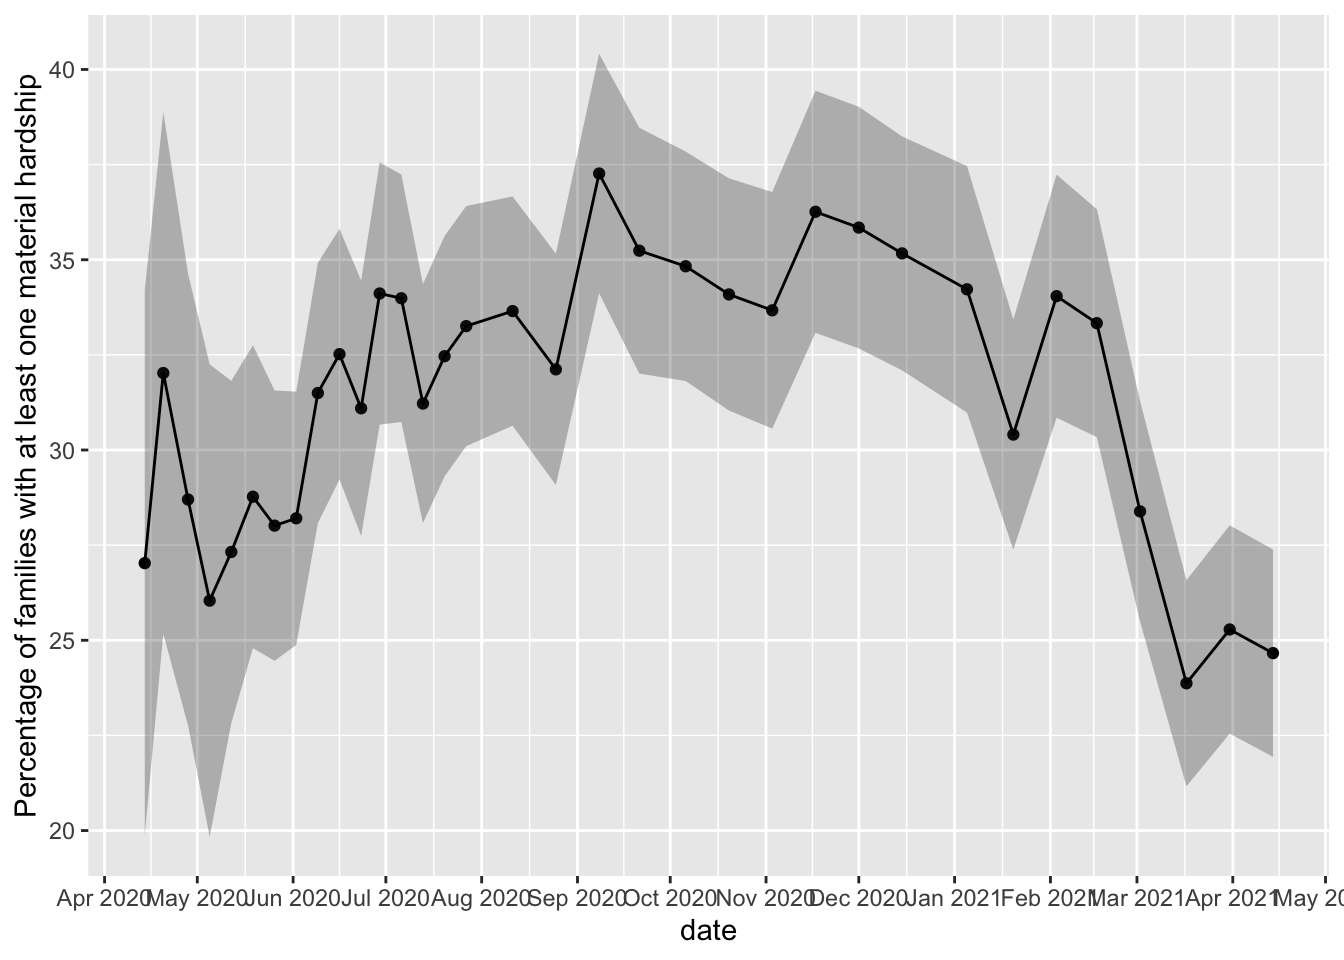 Percentage of families with at least one material hardship
40
35
30
25
20
Apr 2020 May 2020 Jun 2020 Jul 2020 Aug 2020 Sep 2020 Oct 2020 Nov 2020 Dec 2020 Jan 2021 Feb 2021 Mar 2021 Apr 2021 May 20
date